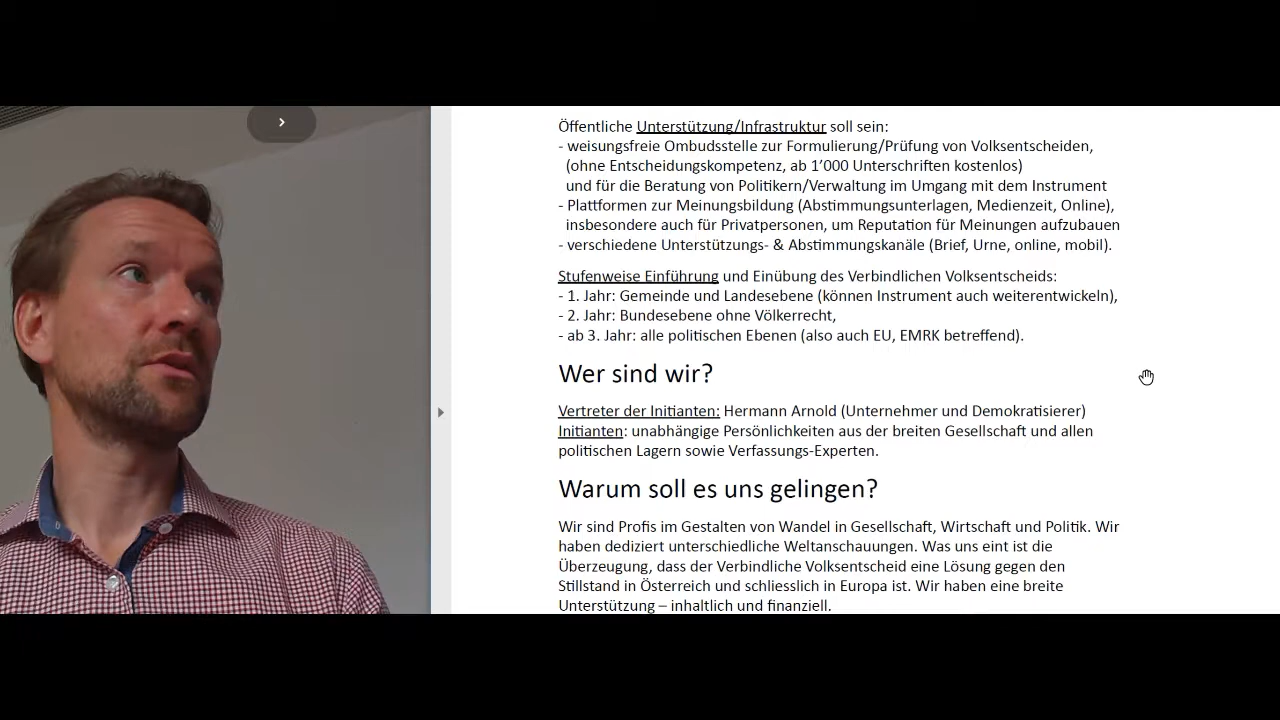 Öffentliche Unterstützung/Infrastruktur soll sein:
- weisungsfreie Ombudsstelle zur Formulierung/Prüfung von Volksentscheiden,
(ohne Entscheidungskompetenz, ab 1’000 Unterschriften kostenlos)
und für die Beratung von Politikern/Verwaltung im Umgang mit dem Instrument
- Plattformen zur Meinungsbildung (Abstimmungsunterlagen, Medienzeit, Online),
insbesondere auch für Privatpersonen, um Reputation für Meinungen aufzubauen
- verschiedene Unterstützungs- & Abstimmungskanäle (Brief, Urne, online, mobil).
Stufenweise Einführung und Einübung des Verbindlichen Volksentscheids:
- 1. Jahr: Gemeinde und Landesebene (können Instrument auch weiterentwickeln),
- 2. Jahr: Bundesebene ohne Völkerrecht,
- ab 3. Jahr: alle politischen Ebenen (also auch EU, EMRK betreffend).
Wer sind wir?
Vertreter der Initianten: Hermann Arnold (Unternehmer und Demokratisierer)
Initianten: unabhängige Persönlichkeiten aus der breiten Gesellschaft und allen
politischen Lagern sowie Verfassungs-Experten.
Warum soll es uns gelingen?
Wir sind Profis im Gestalten von Wandel in Gesellschaft, Wirtschaft und Politik. Wir
haben dediziert unterschiedliche Weltanschauungen. Was uns eint ist die
Überzeugung, dass der Verbindliche Volksentscheid eine Lösung gegen den
Stillstand in Österreich und schliesslich in Europa ist. Wir haben eine breite
Unterstützung – inhaltlich und finanziell.